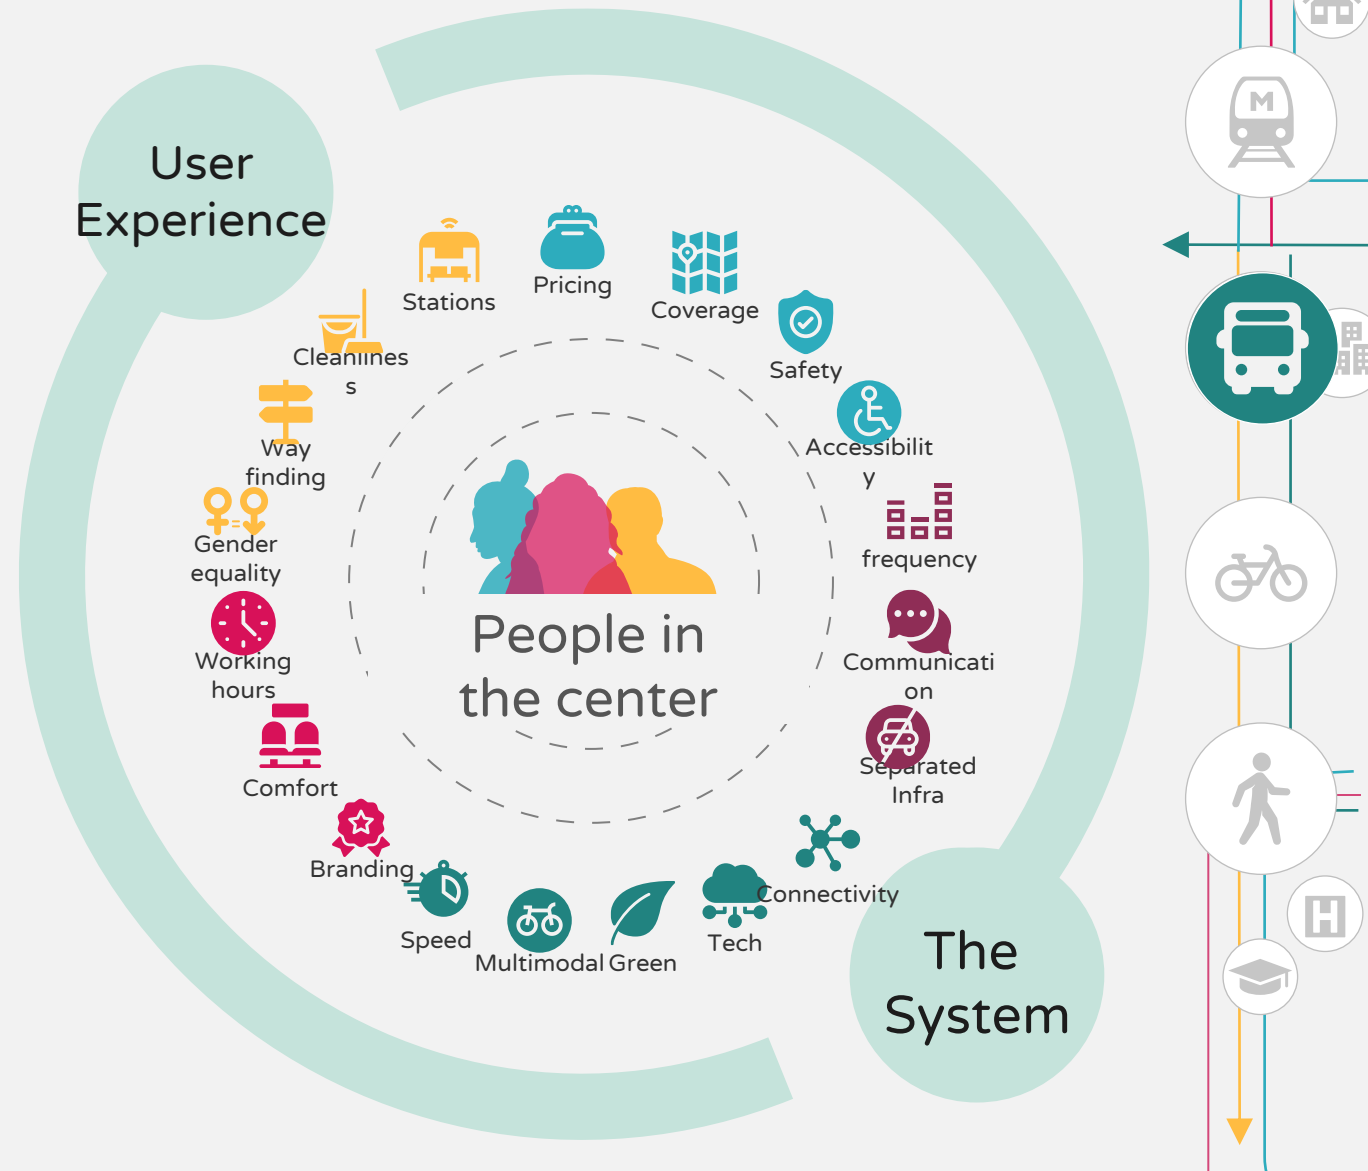 User
Experience
Stations
Pricing
Coverage
Safety
Cleanlines
s
Accessibilit
y
Way
finding
frequency
Gender
equality
Communicati
on
Working
hours
People in
the center
Separated
Infra
Comfort
Branding
Connectivity
Speed
Multimodal
Green
Tech
The
System
M
H